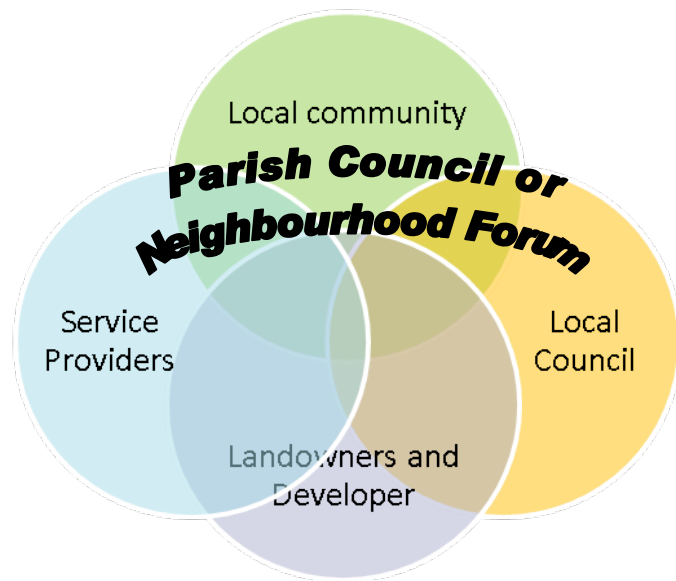 Local community
Parish Council or
Neighbourhood Forum
Service
Providers
Local
Council
Landowners and
Developer